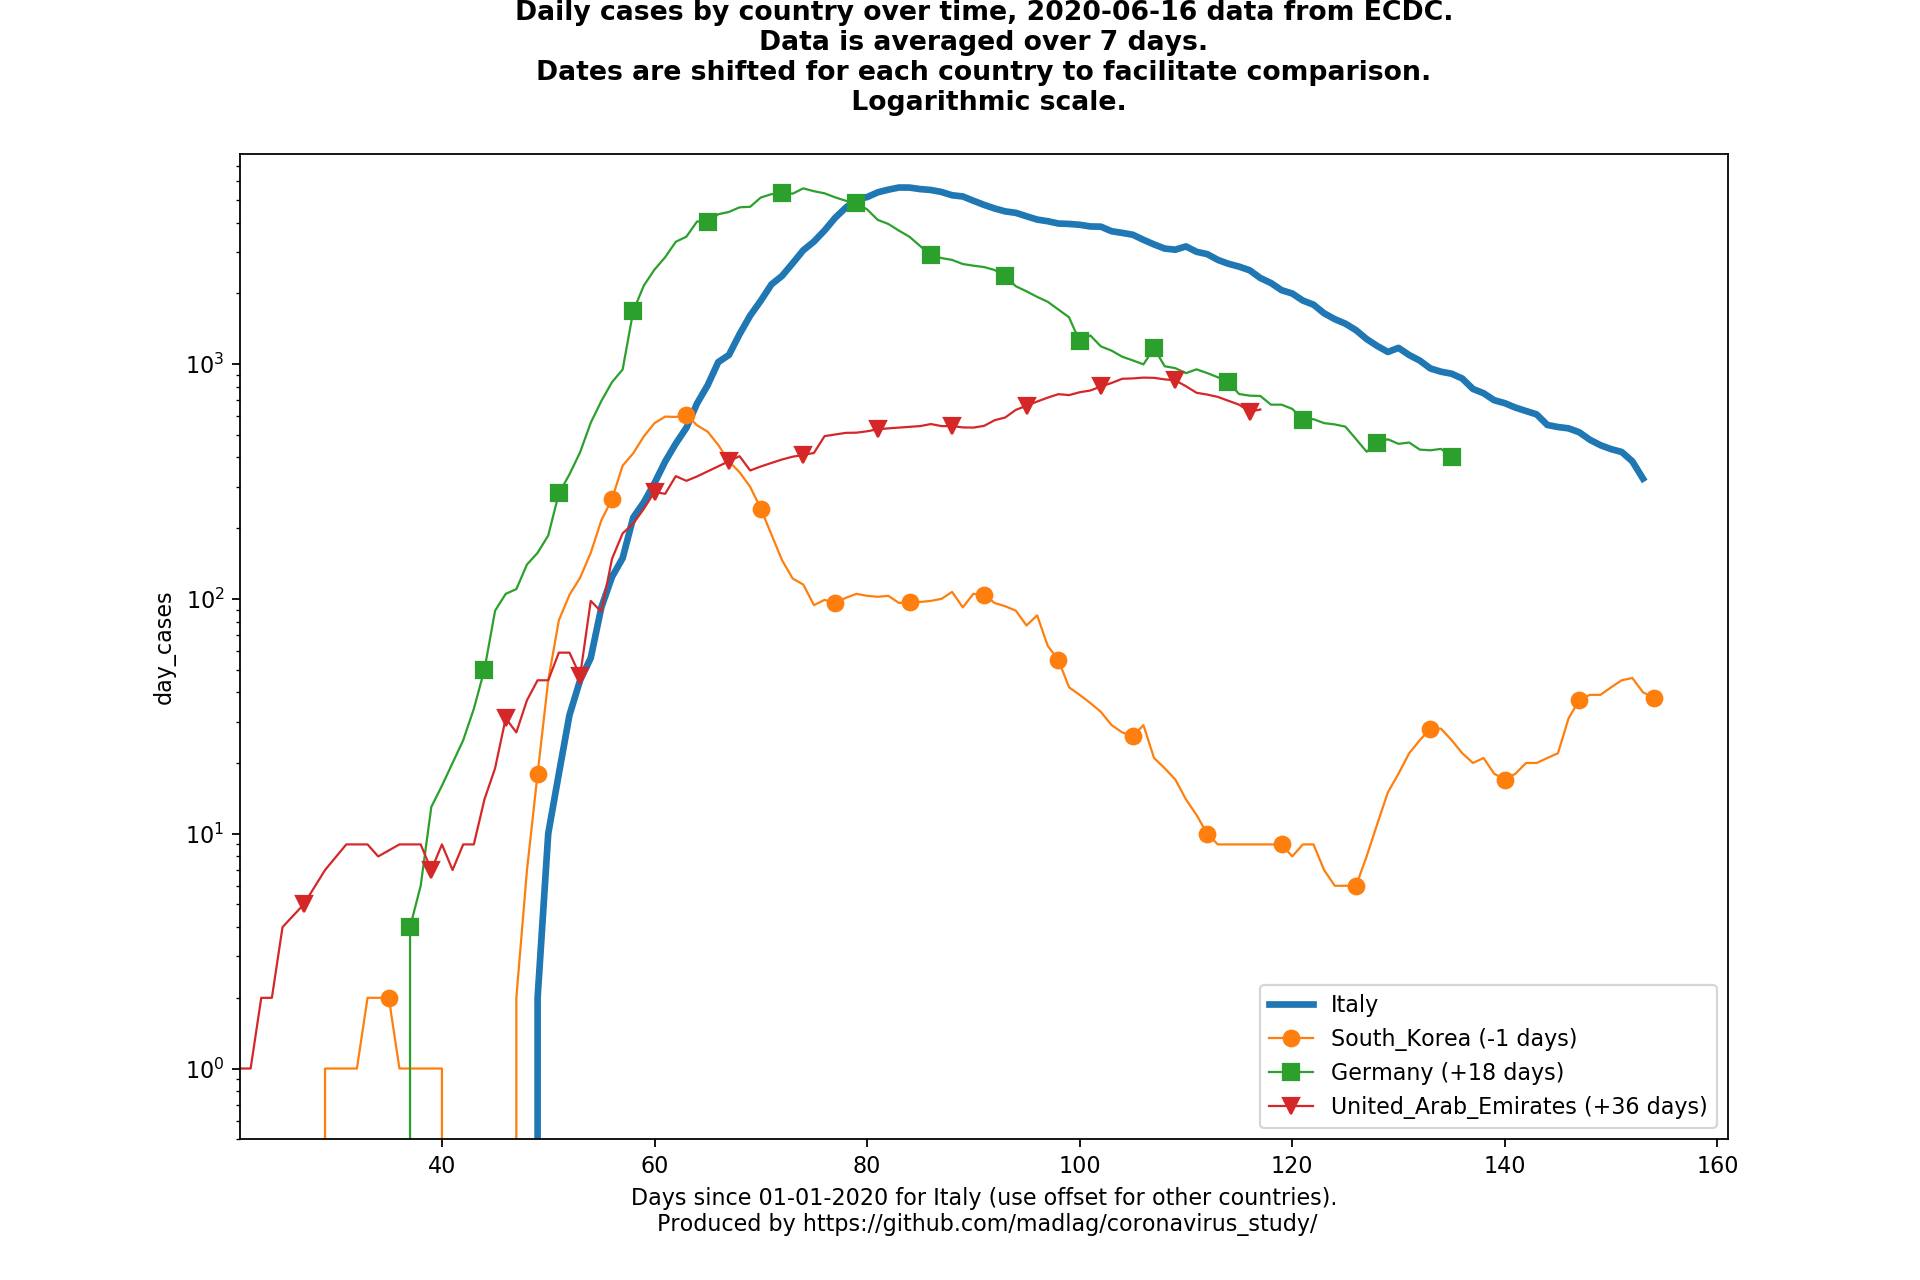 Daily cases by country over time, 2020-06-16 data from ECDC.
Data is averaged over 7 days.
Dates are shifted for each country to facilitate comparison.
Logarithmic scale.
day_cases
10³
10²
10¹
10⁰
Italy
South_Korea (-1 days)
Germany (+18 days)
United_Arab_Emirates (+36 days)
40 60 80 100 120 140 160
Days since 01-01-2020 for Italy (use offset for other countries).
Produced by https://github.com/madlag/coronavirus_study/